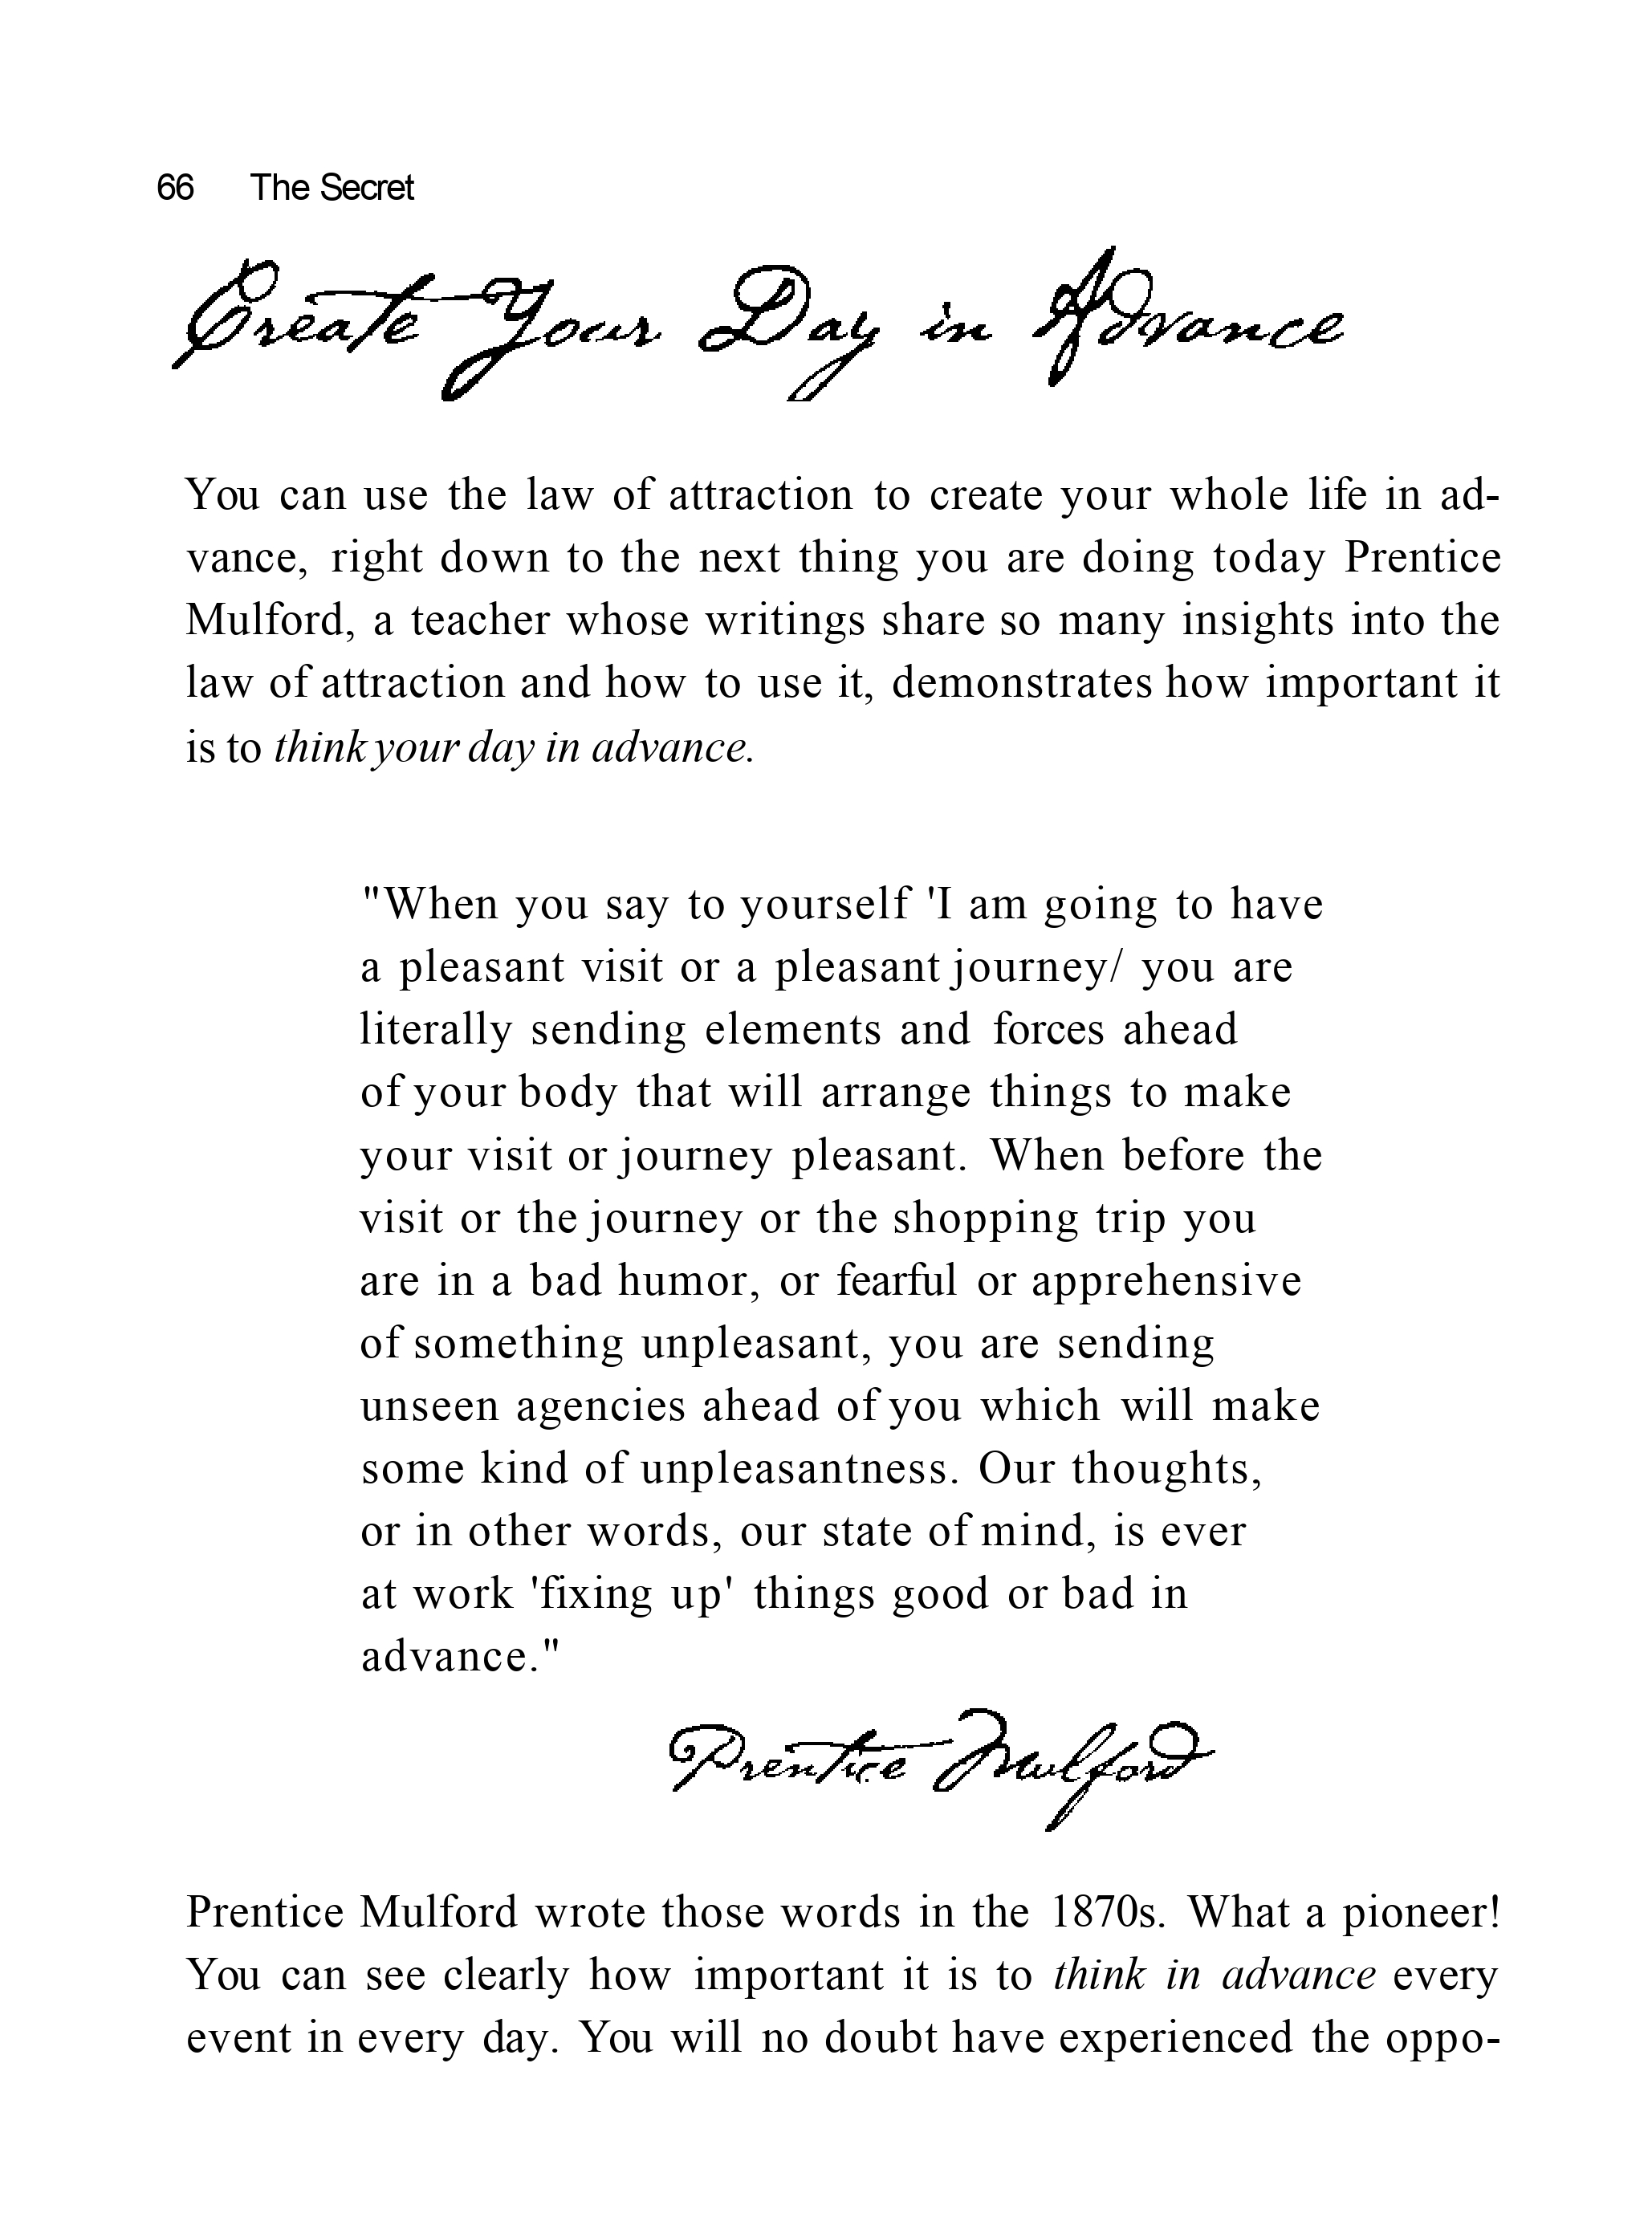 66 The Secret
Create Your Day in Advance
You can use the law of attraction to create your whole life in ad-
vance, right down to the next thing you are doing today Prentice
Mulford, a teacher whose writings share so many insights into the
law of attraction and how to use it, demonstrates how important it
is to think your day in advance.
"When you say to yourself 'I am going to have
a pleasant visit or a pleasant journey/ you are
literally sending elements and forces ahead
of your body that will arrange things to make
your visit or journey pleasant. When before the
visit or the journey or the shopping trip you
are in a bad humor, or fearful or apprehensive
of something unpleasant, you are sending
unseen agencies ahead of you which will make
some kind of unpleasantness. Our thoughts,
or in other words, our state of mind, is ever
at work 'fixing up' things good or bad in
advance."
Prentice Mulford
Prentice Mulford wrote those words in the 1870s. What a pioneer!
You can see clearly how important it is to think in advance every
event in every day. You will no doubt have experienced the oppo-